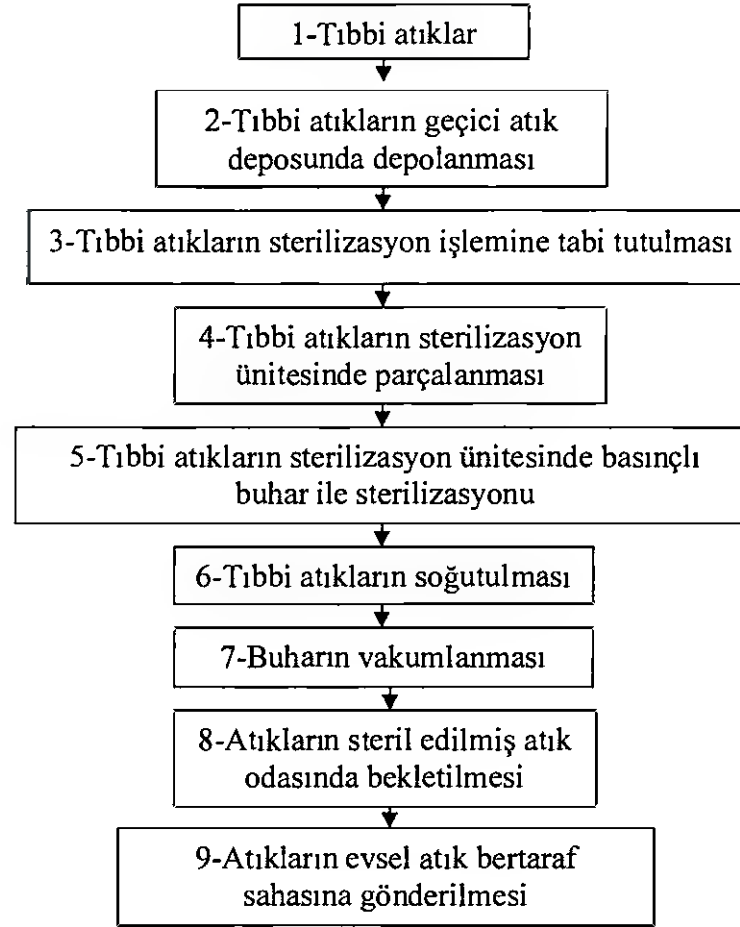 1-Tıbbi atıklar
2-Tıbbi atıkların geçici atık
deposunda depolanması
3-Tıbbi atıkların sterilizasyon işlemine tabi tutulması
4-Tıbbi atıkların sterilizasyon
ünitesinde parçalanması
5-Tıbbi atıkların sterilizasyon ünitesinde basınçlı
buhar ile sterilizasyonu
6-Tıbbi atıkların soğutulması
7-Buharın vakumlanması
8-Atıkların steril edilmiş atık
odasında bekletilmesi
9-Atıkların evsel atık bertaraf
sahasına gönderilmesi